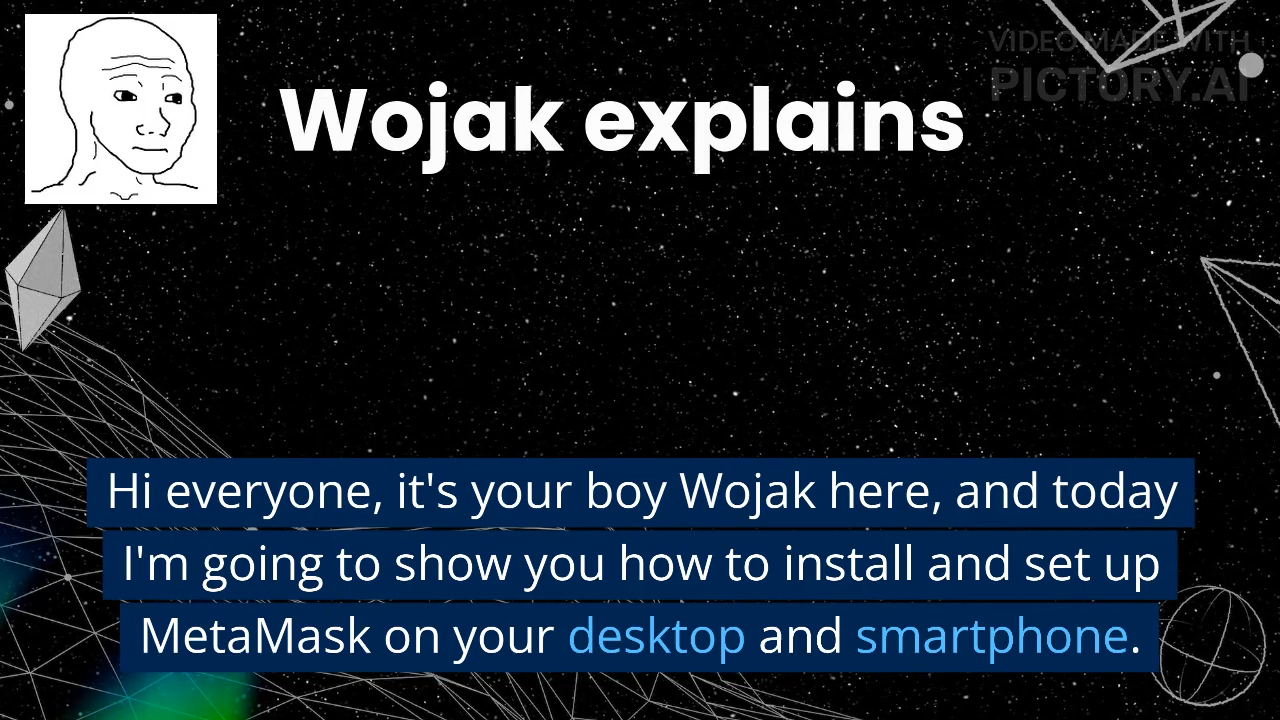 VIDEO MADE WITH
PICTORY.AI
Wojak explains
Hi everyone, it's your boy Wojak here, and today
I'm going to show you how to install and set up
MetaMask on your desktop and smartphone.